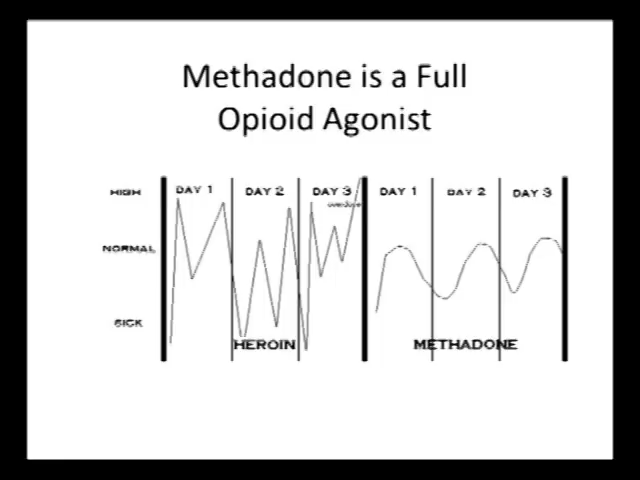 Methadone is a Full
Opioid Agonist
HIGH
DAY 1
DAY 2
DAY 3
DAY 1
DAY 2
DAY 3
overdose
NORMAL
SICK
HEROIN
METHADONE